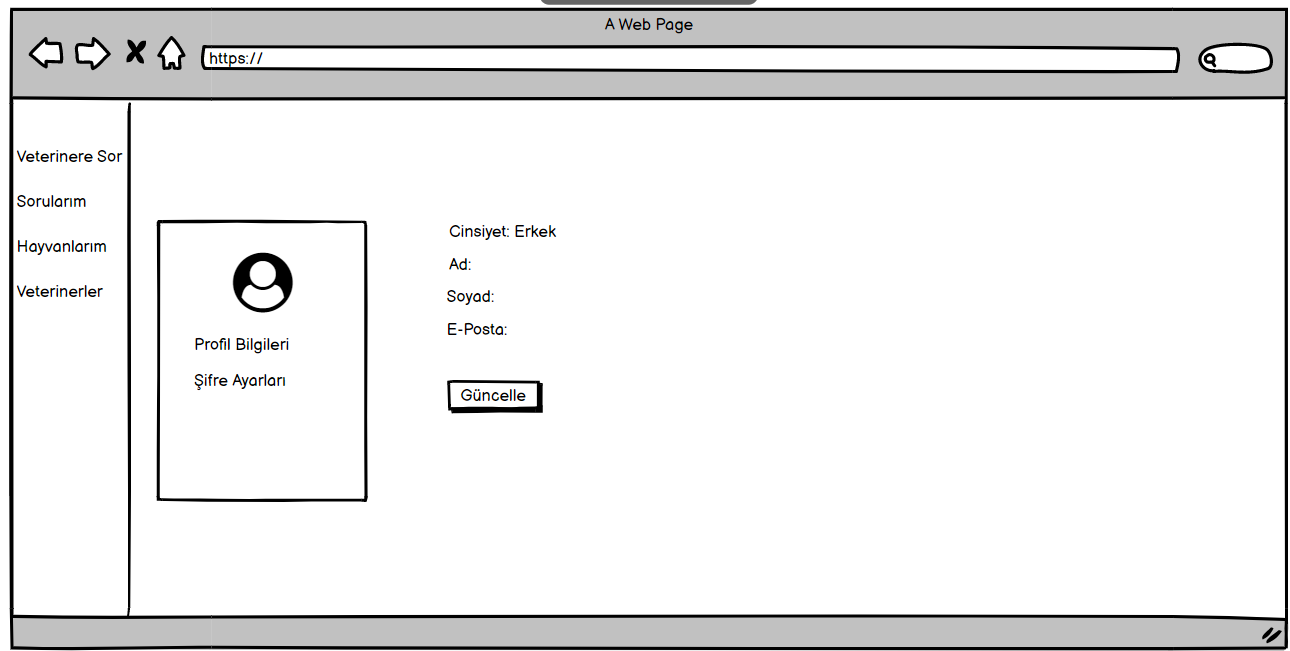 A Web Page
https://
Veterinere Sor
Sorularım
Hayvanlarım
Veterinerler
Profil Bilgileri
Şifre Ayarları
Cinsiyet: Erkek
Ad:
Soyad:
E-Posta:
Güncelle